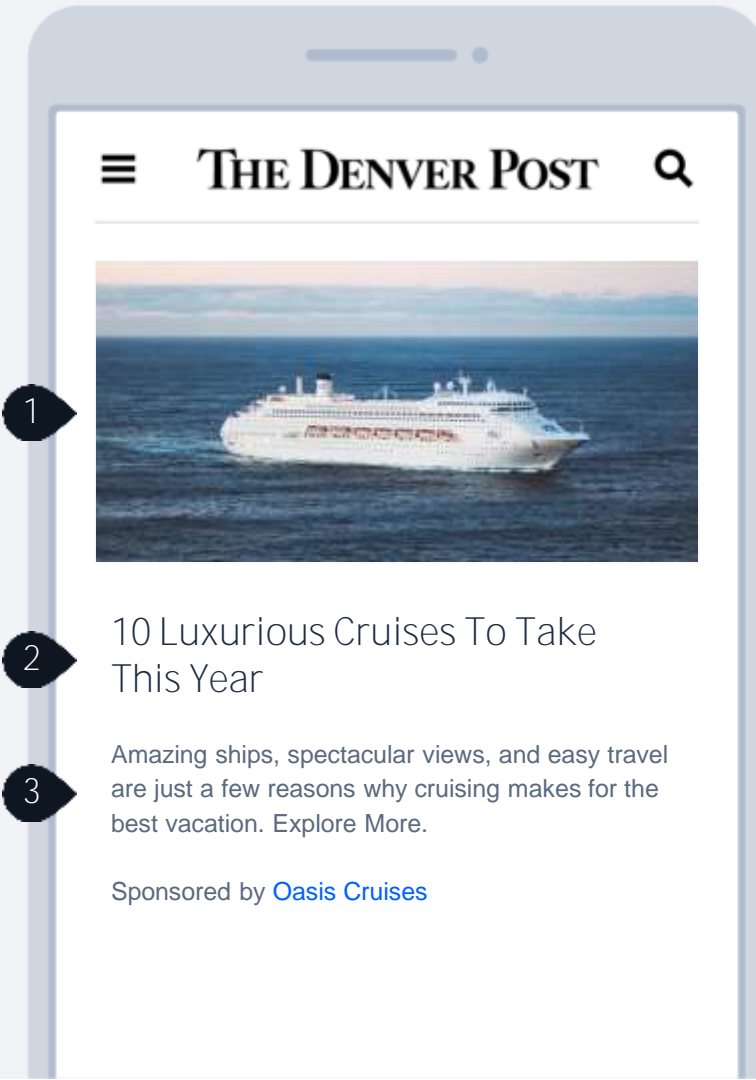 THE DENVER POST
1
10 Luxurious Cruises To Take
2
This Year
Amazing ships, spectacular views, and easy travel
3
are just a few reasons why cruising makes for the
best vacation. Explore More.
Sponsored by Oasis Cruises